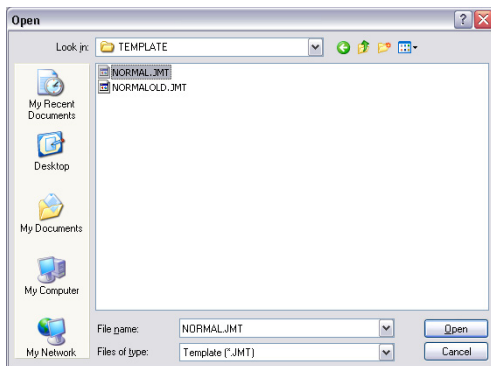 Open
Look in:
TEMPLATE
NORMAL.JMT
NORMALOLD.JMT
My Recent
Documents
Desktop
My Documents
My Computer
My Network
File name:
NORMAL.JMT
Open
Files of type:
Template (*.JMT)
Cancel